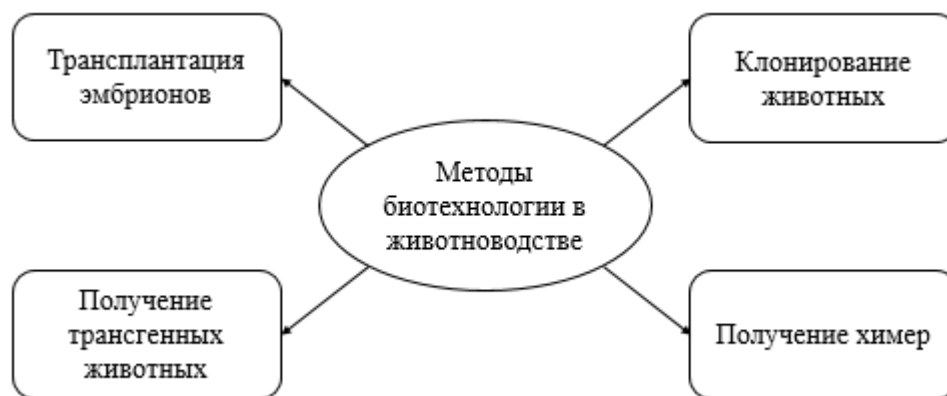 Трансплантация
эмбрионов
Клонирование
животных
Методы
биотехнологии в
животноводстве
Получение
трансгенных
животных
Получение химер